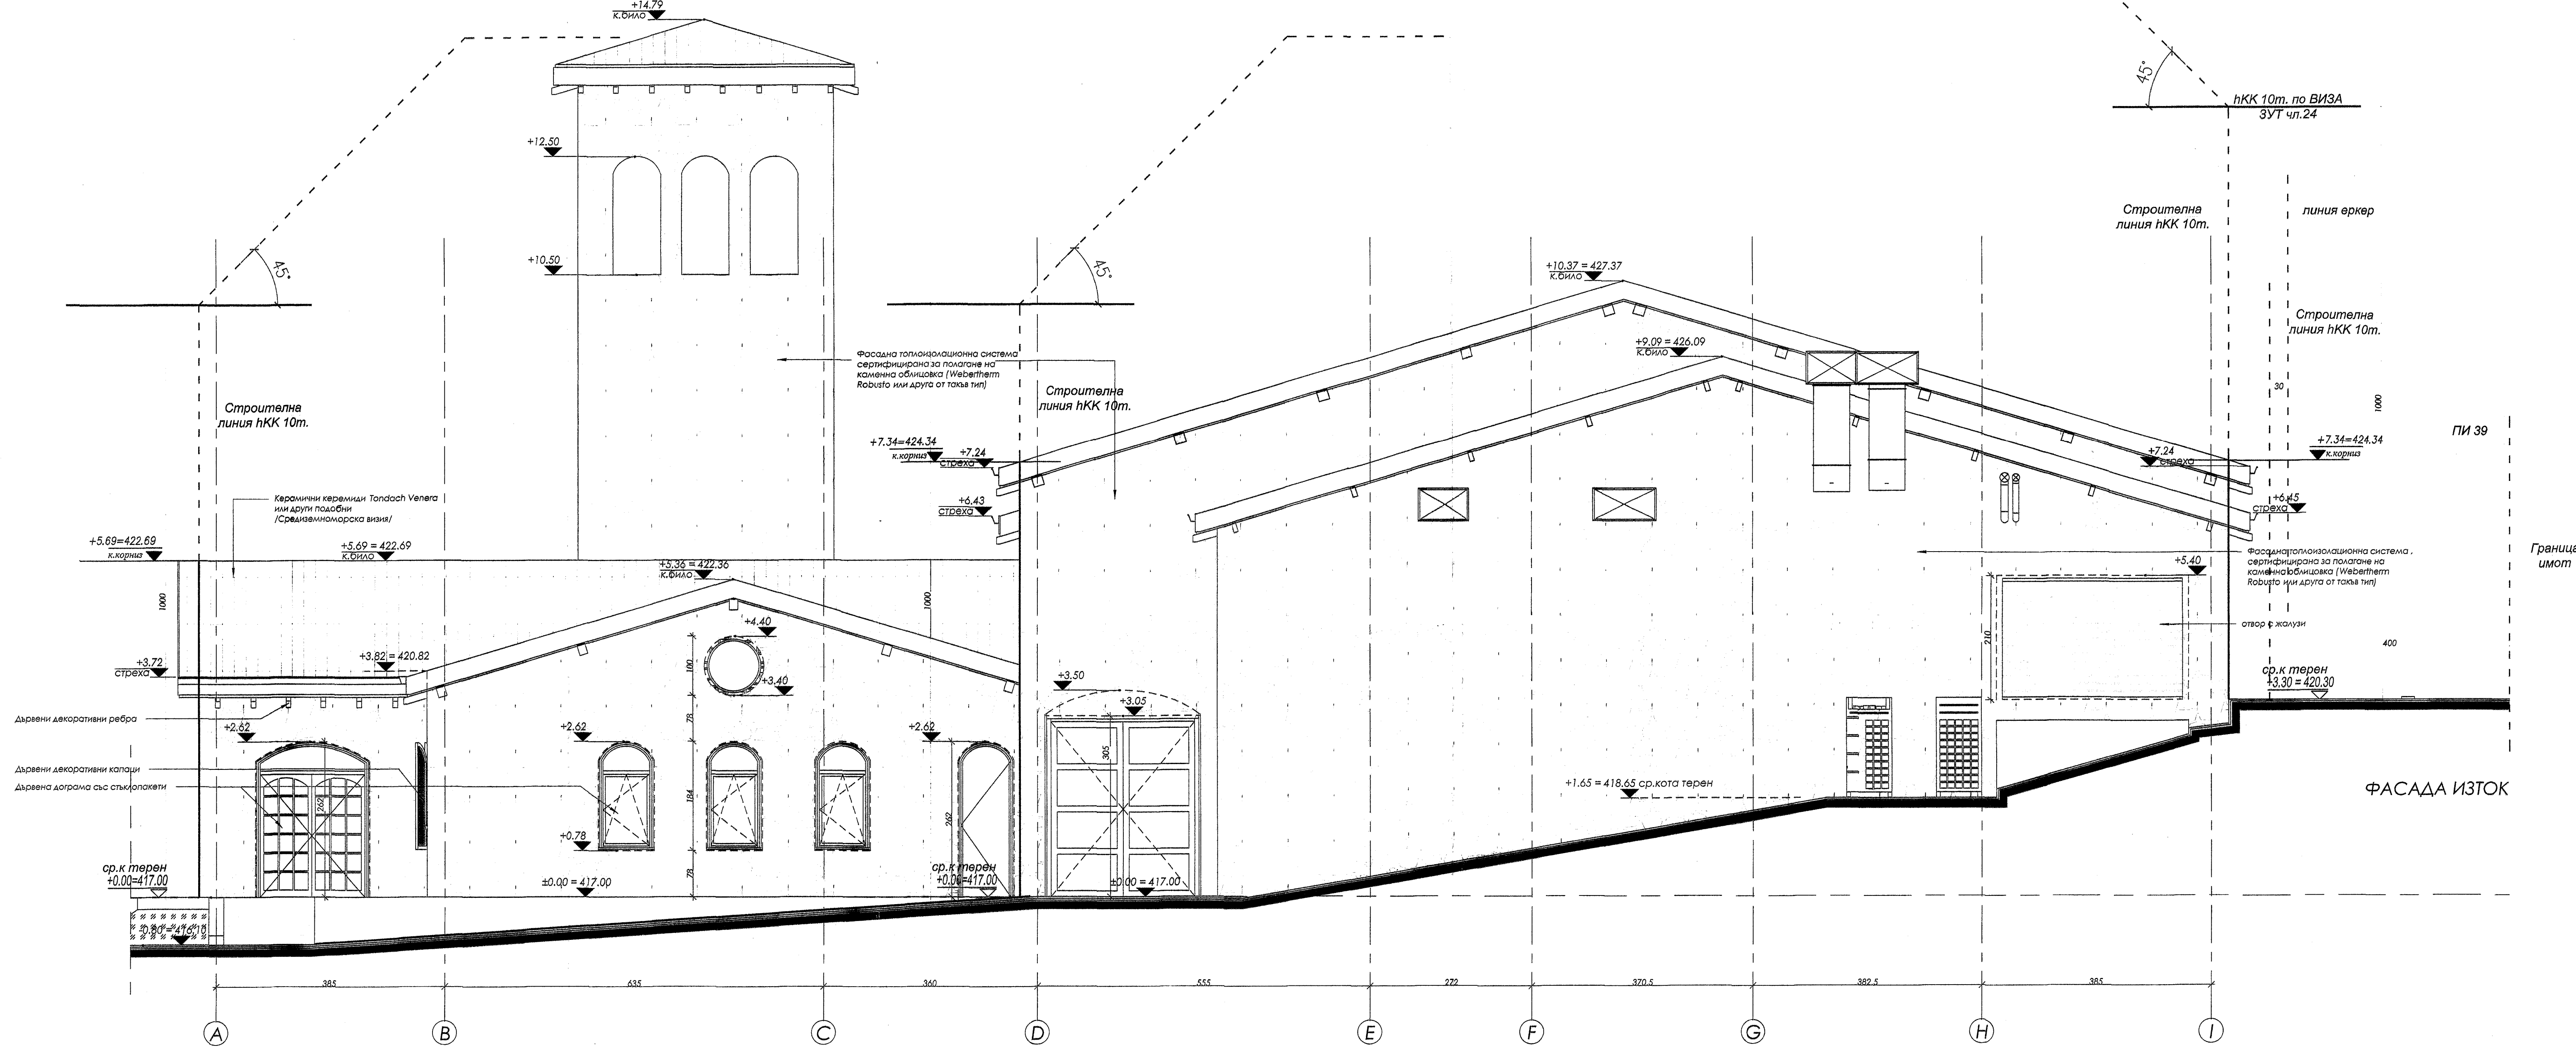 +14.79
к.било
45°
hКК 10m. по ВИЗА
ЗУТ чл.24
+12.50
+10.50
45°
45°
Строителна
линия hКК 10m.
линия еркер
Строителна
линия hКК 10m.
+10.37 = 427.37
к.било
+9.09 = 426.09
к.било
Фасадна топлоизолационна система
сертифицирана за полагане на
каменна облицовка (Webertherm
Robusto или друга от такъв тип)
Строителна
линия hКК 10m.
Строителна
линия hКК 10m.
30
1000
ПИ 39
+7.34=424.34
к.корниз
+7.24
стреха
+7.24
стреха
+7.34=424.34
к.корниз
+6.43
стреха
+6.45
стреха
Керамични керемиди Tondach Venera
или други подобни
/Средиземноморска визия/
+5.69=422.69
к.корниз
+5.69 = 422.69
к.било
+5.36 = 422.36
к.било
Фасадна топлоизолационна система
сертифицирана за полагане на
каменна облицовка (Webertherm
Robusto или друга от такъв тип)
Граница
имот
+5.40
1000
1000
210
отвор с жалузи
400
+4.40
100
+3.40
+3.82 = 420.82
+3.72
стреха
ср.к терен
+3.30 = 420.30
+3.50
+3.05
305
Дървени декоративни ребра
+2.62
+2.62
+2.62
78
Дървени декоративни капаци
Дървена дограма със стъклопакети
262
184
262
+0.78
78
+1.65 = 418.65 ср.кота терен
ФАСАДА ИЗТОК
ср.к терен
+0.00=417.00
±0.00 = 417.00
ср.к терен
+0.00=417.00
±0.00 = 417.00
385
635
360
555
272
370.5
382.5
385
A
B
C
D
E
F
G
H
I